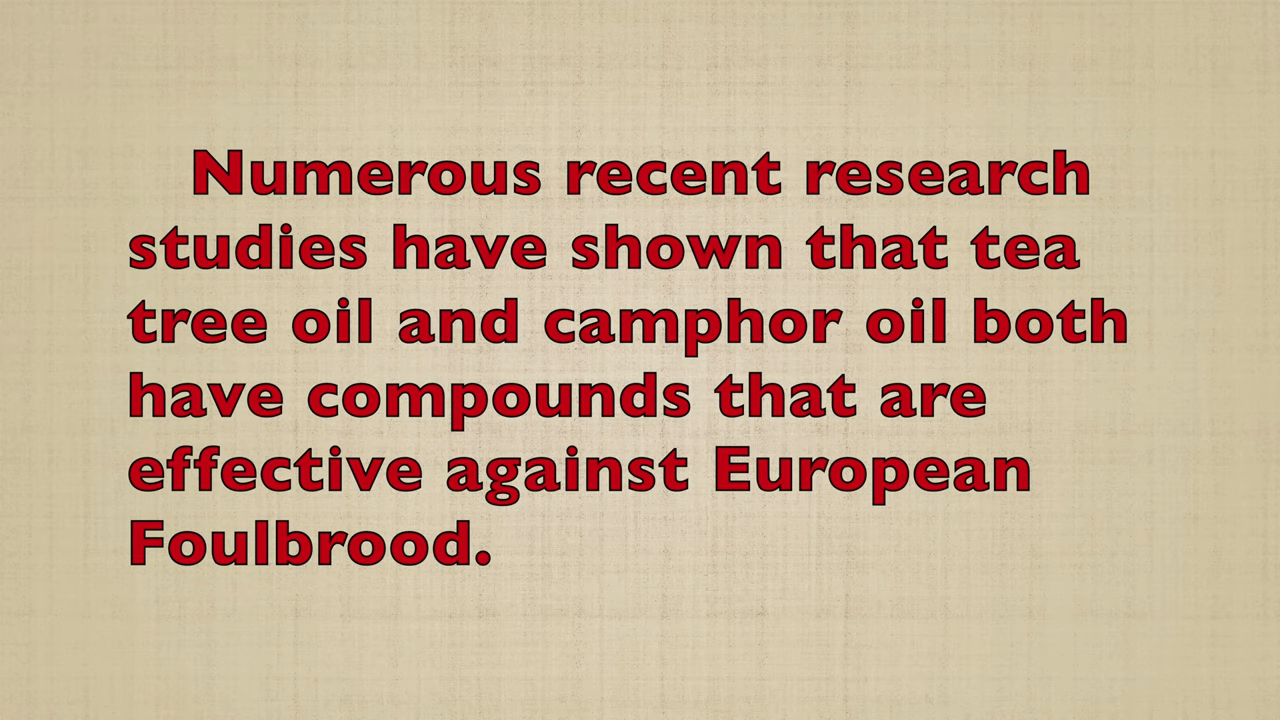 Numerous recent research
studies have shown that tea
tree oil and camphor oil both
have compounds that are
effective against European
Foulbrood.